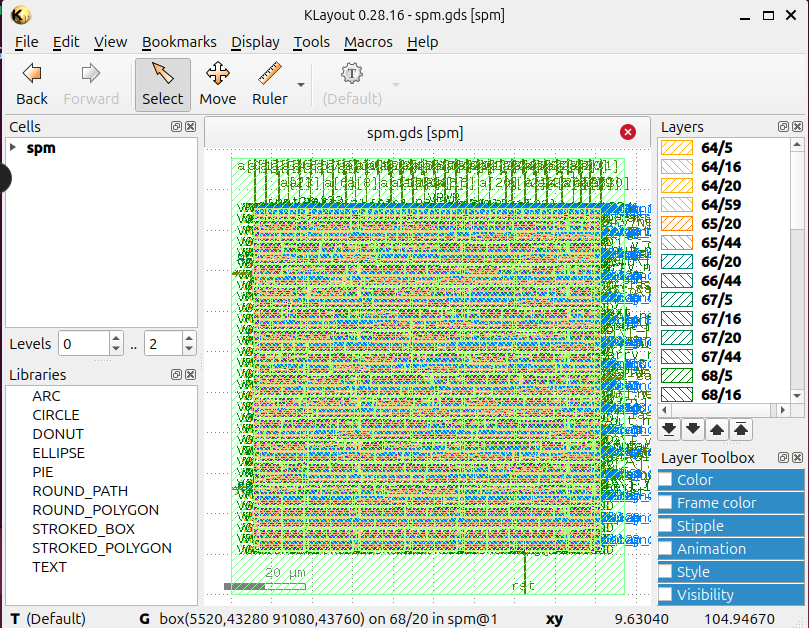 KLayout 0.28.16 - spm.gds [spm]
File Edit View Bookmarks Display Tools Macros Help
Back Forward Select Move Ruler (Default)
Cells
spm
Levels 0 .. 2
Libraries
ARC
CIRCLE
DONUT
ELLIPSE
PIE
ROUND_PATH
ROUND_POLYGON
STROKED_BOX
STROKED_POLYGON
TEXT
spm.gds [spm]
20 µm
rst
Layers
64/5
64/16
64/20
64/59
65/20
65/44
66/20
66/44
67/5
67/16
67/20
67/44
68/5
68/16
Layer Toolbox
Color
Frame color
Stipple
Animation
Style
Visibility
T (Default) G box(5520,43280 91080,43760) on 68/20 in spm@1 xy 9.63040 104.94670